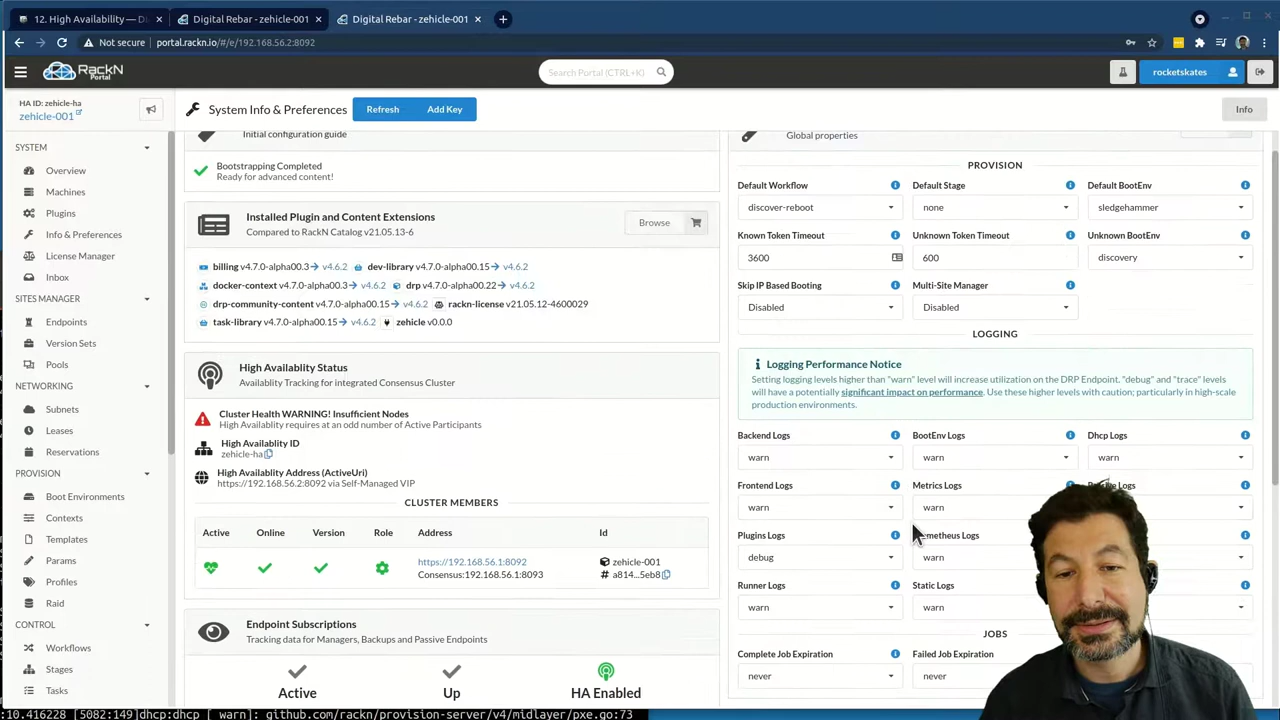 12. High Availability — D
Digital Rebar - zehicle-001
Digital Rebar - zehicle-001
Not secure
portal.rackn.io/#/e/192.168.56.2:8092
RackN
Portal
Search Portal (CTRL+K)
rocketskates
HA ID: zehicle-ha
zehicle-001
System Info & Preferences
Refresh
Add Key
Info
SYSTEM
Overview
Machines
Plugins
Info & Preferences
License Manager
Inbox
SITES MANAGER
Endpoints
Version Sets
Pools
NETWORKING
Subnets
Leases
Reservations
PROVISION
Boot Environments
Contexts
Templates
Params
Profiles
Raid
CONTROL
Workflows
Stages
Tasks
Initial configuration guide
Bootstrapping Completed
Ready for advanced content!
Installed Plugin and Content Extensions
Compared to RackN Catalog v21.05.13-6
Browse
billing v4.7.0-alpha00.3 → v4.6.2 dev-library v4.7.0-alpha00.15 → v4.6.2
docker-context v4.7.0-alpha00.3 → v4.6.2 drp v4.7.0-alpha00.22 → v4.6.2
drp-community-content v4.7.0-alpha00.15 → v4.6.2 rackn-license v21.05.12-4600029
task-library v4.7.0-alpha00.15 → v4.6.2 zehicle v0.0.0
High Availablity Status
Availablity Tracking for integrated Consensus Cluster
Cluster Health WARNING! Insufficient Nodes
High Availablity requires at an odd number of Active Participants
High Availablity ID
zehicle-ha
High Availablity Address (ActiveUri)
https://192.168.56.2:8092 via Self-Managed VIP
CLUSTER MEMBERS
Active Online Version Role Address Id
https://192.168.56.1:8092 zehicle-001
Consensus:192.168.56.1:8093 a814...5eb8
Endpoint Subscriptions
Tracking data for Managers, Backups and Passive Endpoints
Active Up HA Enabled
Global properties
PROVISION
Default Workflow Default Stage Default BootEnv
discover-reboot none sledgehammer
Known Token Timeout Unknown Token Timeout Unknown BootEnv
3600 600 discovery
Skip IP Based Booting Multi-Site Manager
Disabled Disabled
LOGGING
Logging Performance Notice
Setting logging levels higher than "warn" level will increase utilization on the DRP Endpoint. "debug" and "trace" levels
will have a potentially significant impact on performance. Use these higher levels with caution; particularly in high-scale
production environments.
Backend Logs BootEnv Logs Dhcp Logs
warn warn warn
Frontend Logs Metrics Logs Logs
warn warn
Plugins Logs Logs
debug warn
Runner Logs Static Logs
warn warn
JOBS
Complete Job Expiration Failed Job Expiration
never never
:10.416228 [5082:149]dhcp:dhcp [ warn]: github.com/rackn/provision-server/v4/midlayer/pxe.go:73